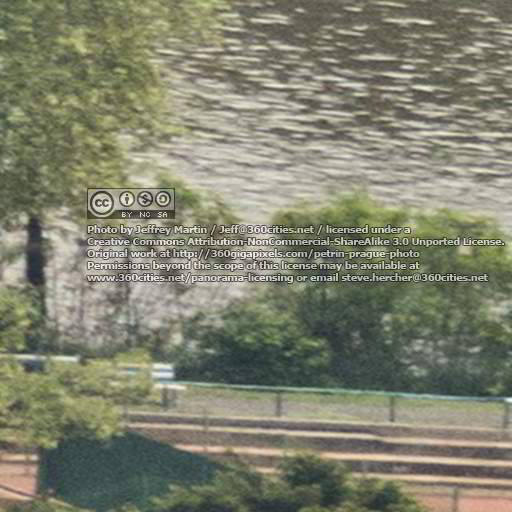 cc
BY NC SA
Photo by Jeffrey Martin / Jeff@360cities.net / licensed under a
Creative Commons Attribution-NonCommercial-ShareAlike 3.0 Unported License.
Original work at http://360gigapixels.com/petrin-prague-photo
Permissions beyond the scope of this license may be available at
www.360cities.net/panorama-licensing or email steve.hercher@360cities.net